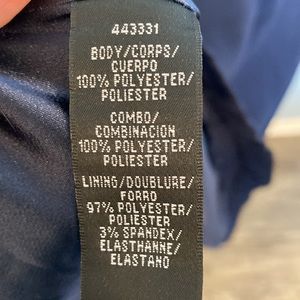 443331
BODY/CORPS/
CUERPO
100% POLYESTER/
POLIESTER
COMBO/
COMBINACION
100% POLYESTER/
POLIESTER
LINING/DOUBLURE/
FORRO
97% POLYESTER/
POLIESTER
3% SPANDEX/
ELASTHANNE/
ELASTANO